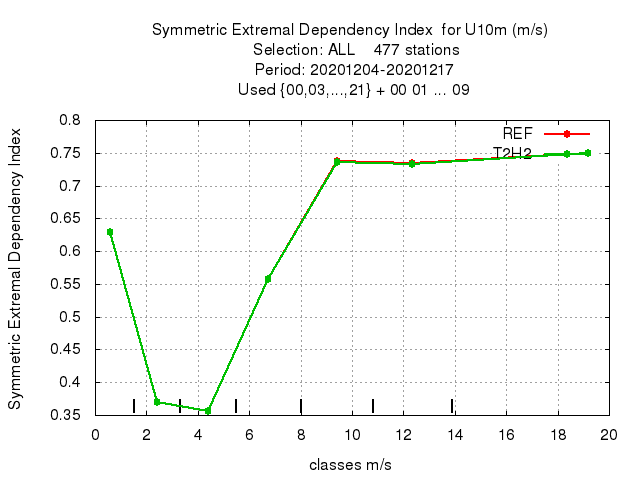 Symmetric Extremal Dependency Index for U10m (m/s)
Selection: ALL 477 stations
Period: 20201204-20201217
Used {00,03,...,21} + 00 01 ... 09
Symmetric Extremal Dependency Index
0.8
0.75
0.7
0.65
0.6
0.55
0.5
0.45
0.4
0.35
REF
T2H2
0 2 4 6 8 10 12 14 16 18 20
classes m/s